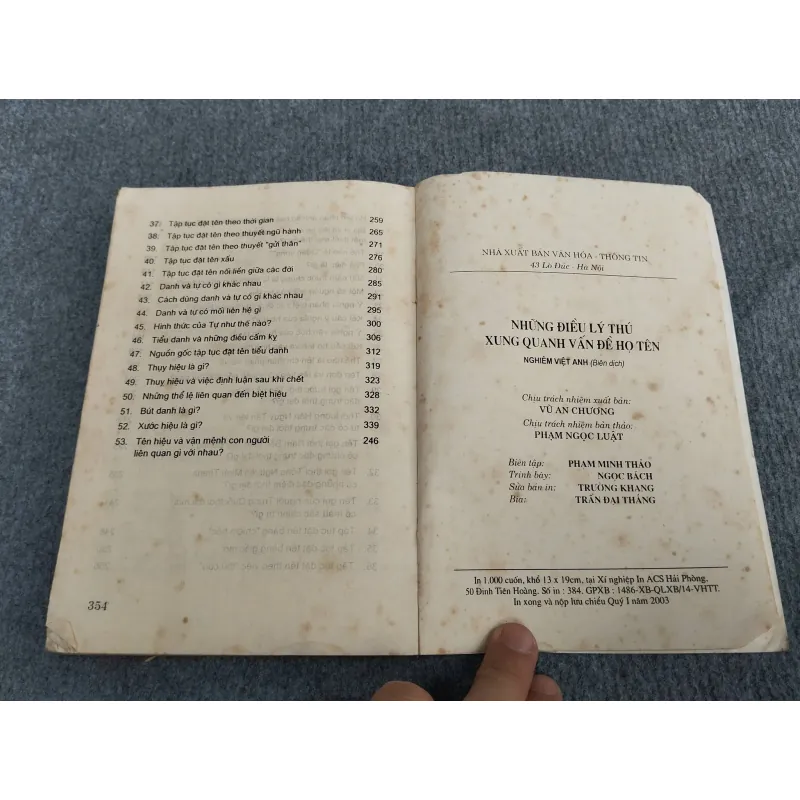 37. Tập tục đặt tên theo thời gian 259
38. Tập tục đặt tên theo thuyết ngũ hành 265
39. Tập tục đặt tên theo thuyết "gửi thân" 271
40. Tập tục đặt tên xấu 276
41. Tập tục đặt tên nối liền giữa các đời 280
42. Danh và tự có gì khác nhau 285
43. Cách dùng danh và tự có gì khác nhau 291
44. Danh và tự có mối liên hệ gì 295
45. Hình thức của Tự như thế nào? 300
46. Tiểu danh và những điều cấm kỵ 306
47. Nguồn gốc tập tục đặt tên tiểu danh 312
48. Thụy hiệu là gì? 319
49. Thuỵ hiệu và việc định luận sau khi chết 323
50. Những thể lệ liên quan đến biệt hiệu 328
51. Bút danh là gì? 332
52. Xước hiệu là gì? 339
53. Tên hiệu và vận mệnh con người 246
liên quan gì với nhau?
354
NHÀ XUẤT BẢN VĂN HÓA - THÔNG TIN
43 Lò Đúc - Hà Nội
NHỮNG ĐIỀU LÝ THÚ
XUNG QUANH VẤN ĐỀ HỌ TÊN
NGHIÊM VIỆT ANH (Biên dịch)
Chịu trách nhiệm xuất bản:
VŨ AN CHƯƠNG
Chịu trách nhiệm bản thảo:
PHẠM NGỌC LUẬT
Biên tập: PHẠM MINH THẢO
Trình bày: NGỌC BÁCH
Sửa bản in: TRƯỜNG KHANG
Bìa: TRẦN ĐẠI THẮNG
In 1.000 cuốn, khổ 13 x 19cm, tại Xí nghiệp In ACS Hải Phòng.
50 Đinh Tiên Hoàng. Số in : 384. GPXB : 1486-XB-QLXB/14-VHTT.
In xong và nộp lưu chiểu Quý I năm 2003